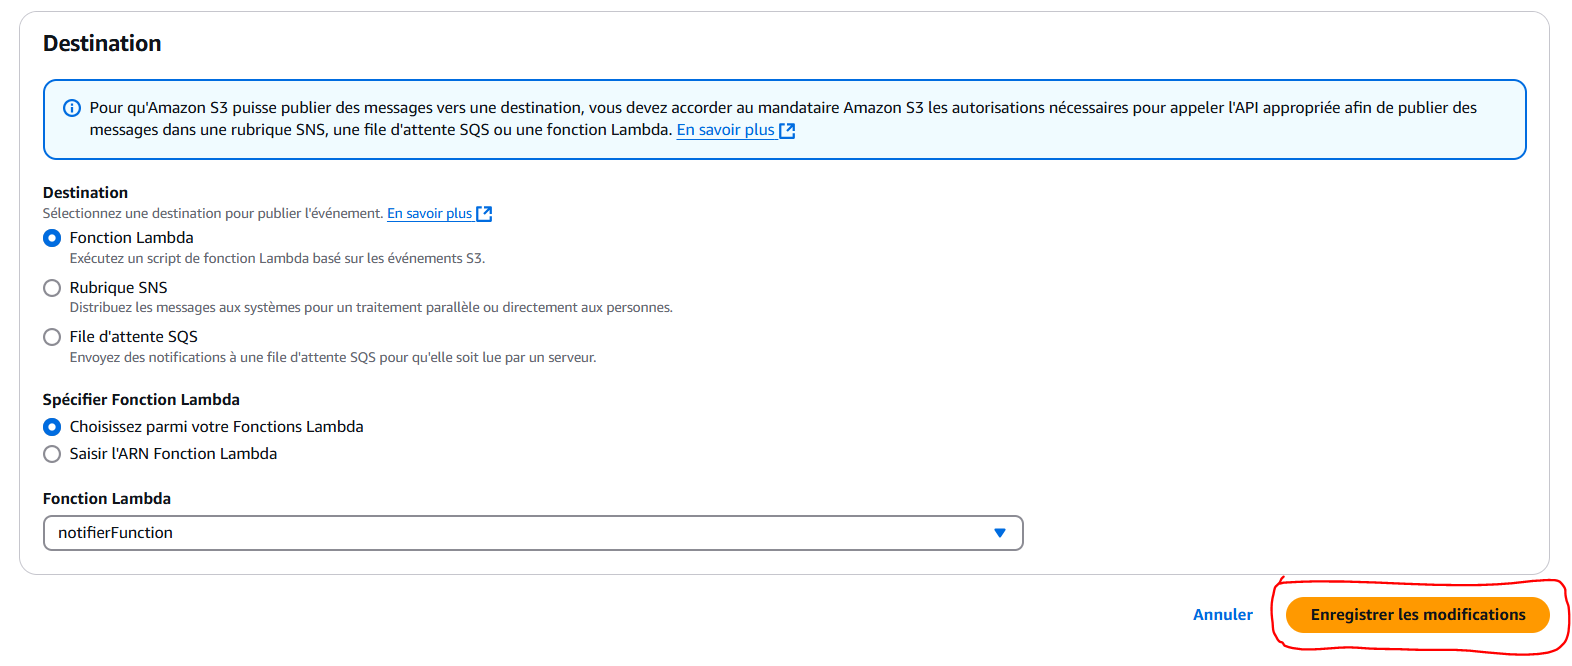 Destination
Pour qu'Amazon S3 puisse publier des messages vers une destination, vous devez accorder au mandataire Amazon S3 les autorisations nécessaires pour appeler l'API appropriée afin de publier des
messages dans une rubrique SNS, une file d'attente SQS ou une fonction Lambda. En savoir plus
Destination
Sélectionnez une destination pour publier l'événement. En savoir plus
Fonction Lambda
Exécutez un script de fonction Lambda basé sur les événements S3.
Rubrique SNS
Distribuez les messages aux systèmes pour un traitement parallèle ou directement aux personnes.
File d'attente SQS
Envoyez des notifications à une file d'attente SQS pour qu'elle soit lue par un serveur.
Spécifier Fonction Lambda
Choisissez parmi votre Fonctions Lambda
Saisir l'ARN Fonction Lambda
Fonction Lambda
notifierFunction
Annuler Enregistrer les modifications